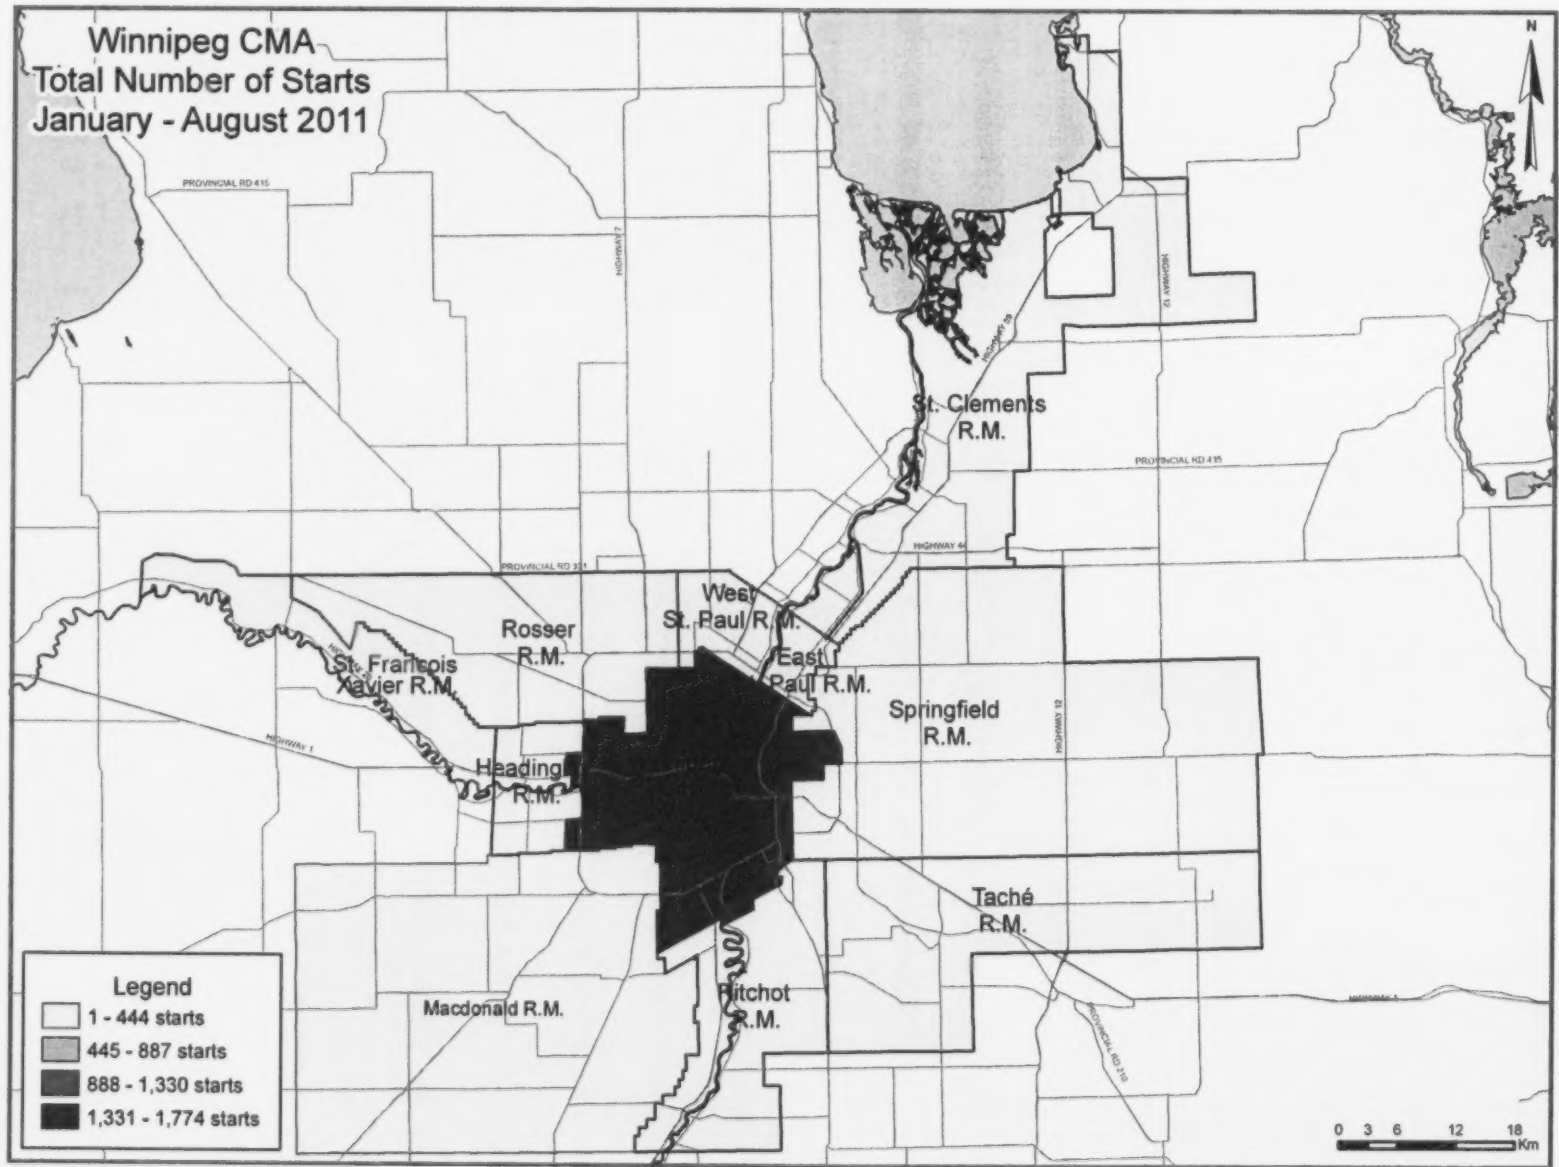 Winnipeg CMA
Total Number of Starts
January - August 2011
N
PROVINCIAL RD 415
HIGHWAY 7
HIGHWAY 12
HIGHWAY 59
St. Clements
R.M.
PROVINCIAL RD 435
HIGHWAY 44
PROVINCIAL RD 321
West
St. Paul R.M.
Rosser
R.M.
East
Paul R.M.
St. Francois
Xavier R.M.
Springfield
R.M.
HIGHWAY 12
HIGHWAY 1
Heading
R.M.
Taché
R.M.
Macdonald R.M.
Ritchot
R.M.
HIGHWAY 1
PROVINCIAL RD 210
Legend
1 - 444 starts
445 - 887 starts
888 - 1,330 starts
1,331 - 1,774 starts
0 3 6 12 18
Km